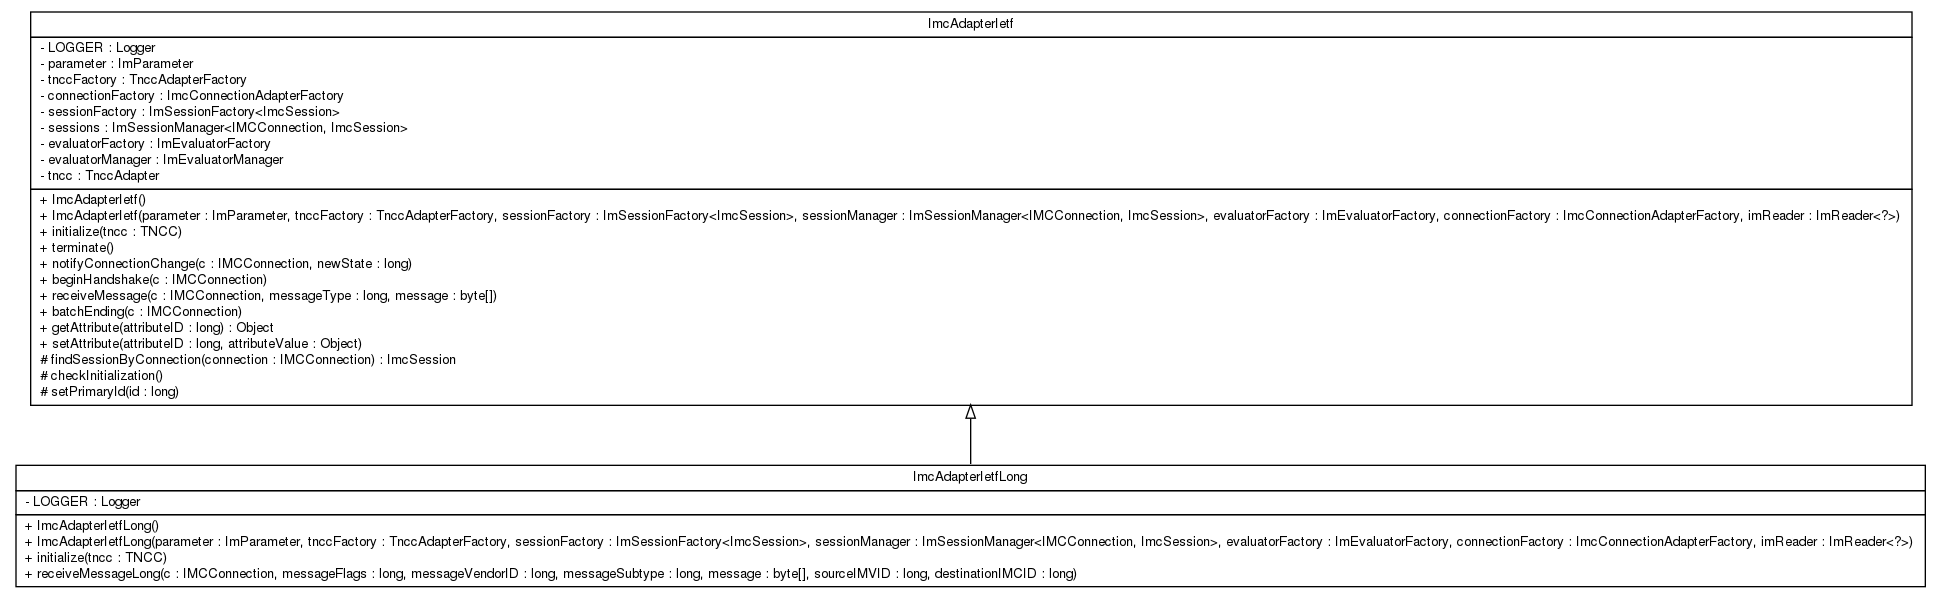 ImcAdapterIetf
- LOGGER : Logger
- parameter : ImParameter
- tnccFactory : TnccAdapterFactory
- connectionFactory : ImcConnectionAdapterFactory
- sessionFactory : ImSessionFactory<ImcSession>
- sessions : ImSessionManager<IMCConnection, ImcSession>
- evaluatorFactory : ImEvaluatorFactory
- evaluatorManager : ImEvaluatorManager
- tncc : TnccAdapter
+ ImcAdapterIetf()
+ ImcAdapterIetf(parameter : ImParameter, tnccFactory : TnccAdapterFactory, sessionFactory : ImSessionFactory<ImcSession>, sessionManager : ImSessionManager<IMCConnection, ImcSession>, evaluatorFactory : ImEvaluatorFactory, connectionFactory : ImcConnectionAdapterFactory, imReader : ImReader<?>)
+ initialize(tncc : TNCC)
+ terminate()
+ notifyConnectionChange(c : IMCConnection, newState : long)
+ beginHandshake(c : IMCConnection)
+ receiveMessage(c : IMCConnection, messageType : long, message : byte[])
+ batchEnding(c : IMCConnection)
+ getAttribute(attributeID : long) : Object
+ setAttribute(attributeID : long, attributeValue : Object)
# findSessionByConnection(connection : IMCConnection) : ImcSession
# checkInitialization()
# setPrimaryId(id : long)
ImcAdapterIetfLong
- LOGGER : Logger
+ ImcAdapterIetfLong()
+ ImcAdapterIetfLong(parameter : ImParameter, tnccFactory : TnccAdapterFactory, sessionFactory : ImSessionFactory<ImcSession>, sessionManager : ImSessionManager<IMCConnection, ImcSession>, evaluatorFactory : ImEvaluatorFactory, connectionFactory : ImcConnectionAdapterFactory, imReader : ImReader<?>)
+ initialize(tncc : TNCC)
+ receiveMessageLong(c : IMCConnection, messageFlags : long, messageVendorID : long, messageSubtype : long, message : byte[], sourceIMVID : long, destinationIMCID : long)